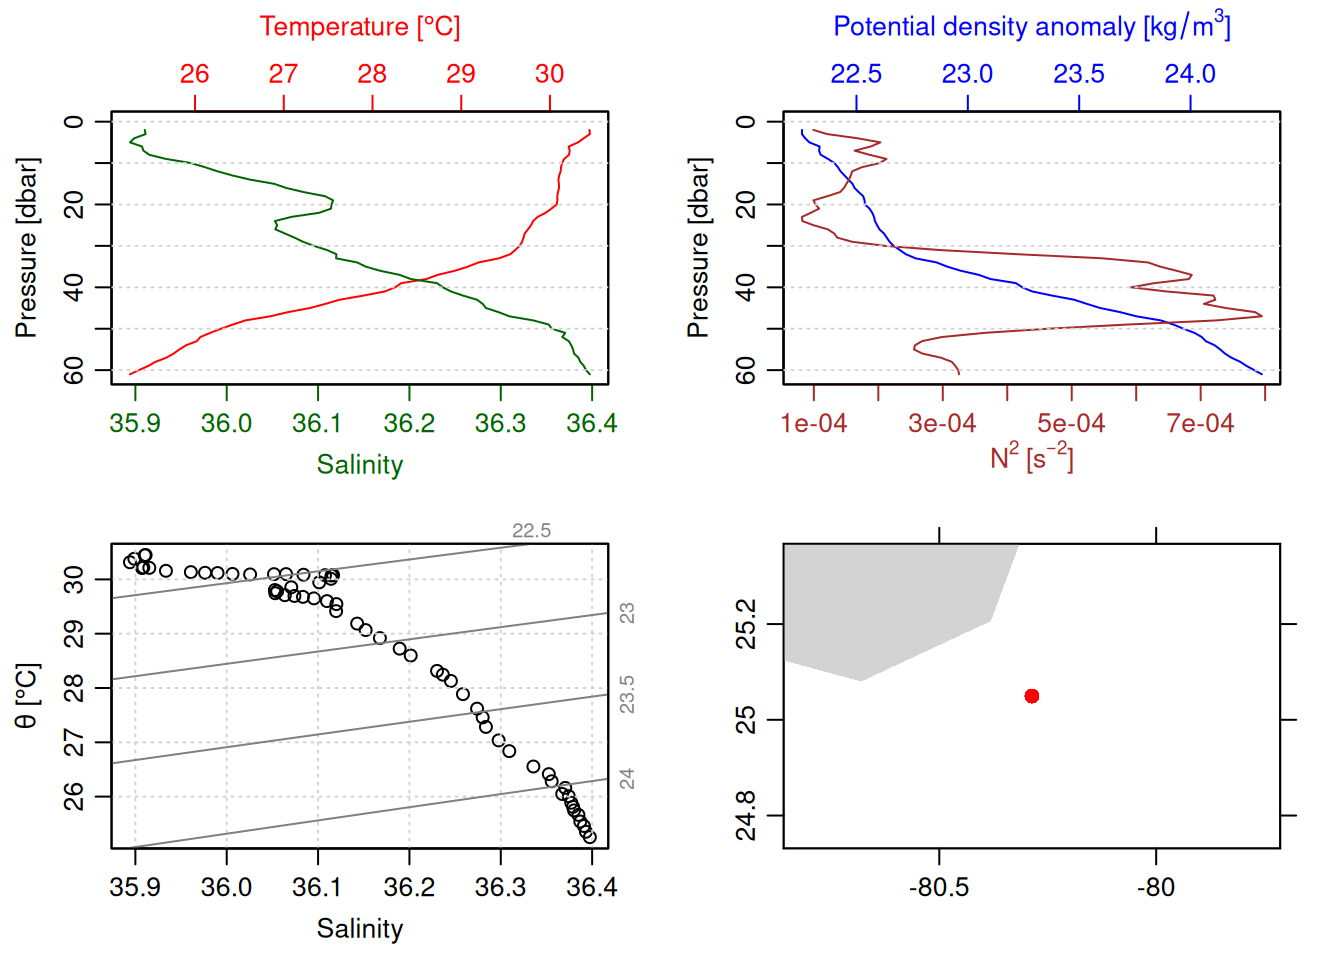 Temperature [°C]
26 27 28 29 30
Pressure [dbar]
0 20 40 60
35.9 36.0 36.1 36.2 36.3 36.4
Salinity
Potential density anomaly [kg/m³]
22.5 23.0 23.5 24.0
Pressure [dbar]
0 20 40 60
1e-04 3e-04 5e-04 7e-04
N² [s⁻²]
22.5
23
23.5
24
θ [°C]
30 29 28 27 26
35.9 36.0 36.1 36.2 36.3 36.4
Salinity
25.2
25
24.8
-80.5 -80